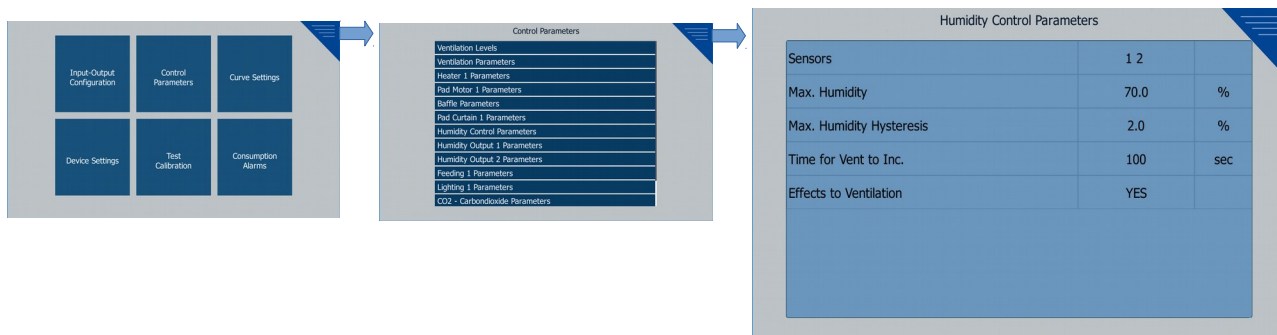 Input-Output
Configuration
Control
Parameters
Curve Settings
Device Settings
Test
Calibration
Consumption
Alarms
Control Parameters
Ventilation Levels
Ventilation Parameters
Heater 1 Parameters
Pad Motor 1 Parameters
Baffle Parameters
Pad Curtain 1 Parameters
Humidity Control Parameters
Humidity Output 1 Parameters
Humidity Output 2 Parameters
Feeding 1 Parameters
Lighting 1 Parameters
CO2 - Carbondioxide Parameters
Humidity Control Parameters
Sensors 1 2
Max. Humidity 70.0 %
Max. Humidity Hysteresis 2.0 %
Time for Vent to Inc. 100 sec
Effects to Ventilation YES